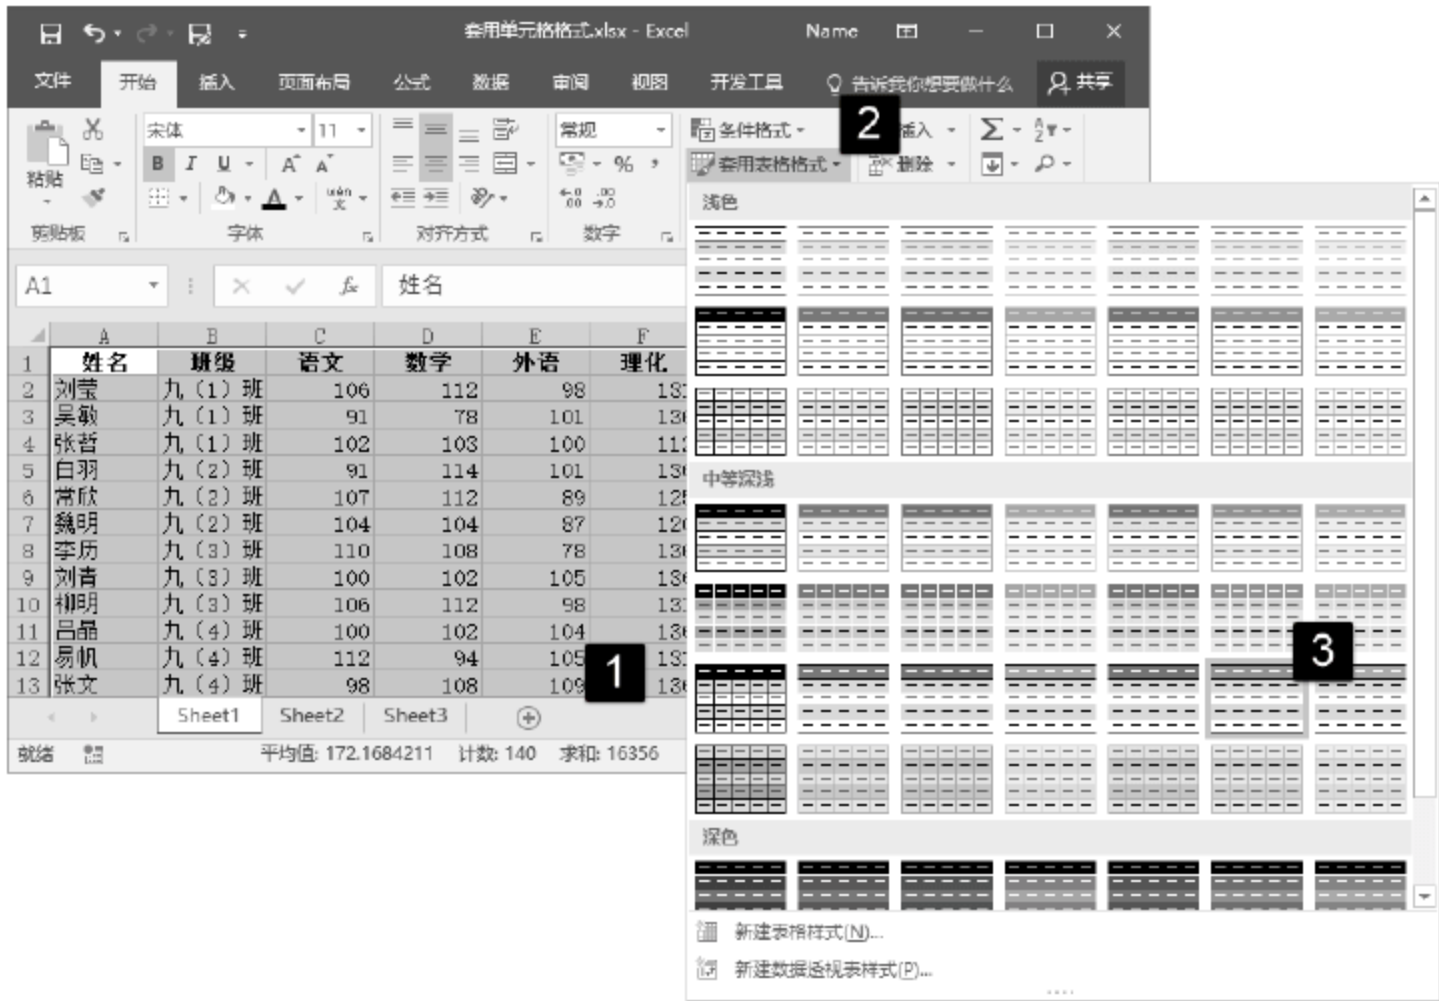 套用单元格格式.xlsx - Excel
Name
文件 开始 插入 页面布局 公式 数据 审阅 视图 开发工具 告诉我你想要做什么 共享
粘贴
宋体 11
B I U
常规
%
条件格式
套用表格格式
2
插入
删除
剪贴板 字体 对齐方式 数字
A1 fx 姓名
A B C D E F
1 姓名 班级 语文 数学 外语 理化
2 刘莹 九（1）班 106 112 98
3 吴敏 九（1）班 91 78 101
4 张哲 九（1）班 102 103 100
5 白羽 九（2）班 91 114 101
6 常欣 九（2）班 107 112 89
7 魏明 九（2）班 104 104 87
8 李历 九（3）班 110 108 78
9 刘青 九（3）班 100 102 105
10 柳明 九（3）班 106 112 98
11 吕晶 九（4）班 100 102 104
12 易帆 九（4）班 112 94 105
13 张文 九（4）班 98 108 109
1
Sheet1 Sheet2 Sheet3
就绪 平均值: 172.1684211 计数: 140 求和: 16356
浅色
中等深浅
3
深色
新建表格样式(N)...
新建数据透视表样式(P)...